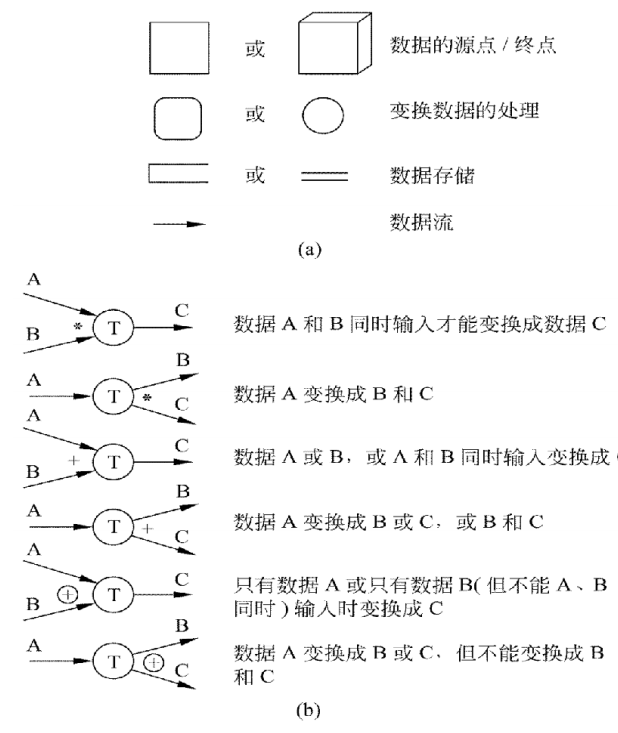 或 数据的源点 / 终点
或 变换数据的处理
或 数据存储
数据流
(a)
A
B * T C 数据 A 和 B 同时输入才能变换成数据 C
A T * B C 数据 A 变换成 B 和 C
A
B + T C 数据 A 或 B，或 A 和 B 同时输入变换成
A T + B C 数据 A 变换成 B 或 C，或 B 和 C
A
B ⊕ T C 只有数据 A 或只有数据 B( 但不能 A、B
同时 ) 输入时变换成 C
A T ⊕ B C 数据 A 变换成 B 或 C，但不能变换成 B
和 C
(b)